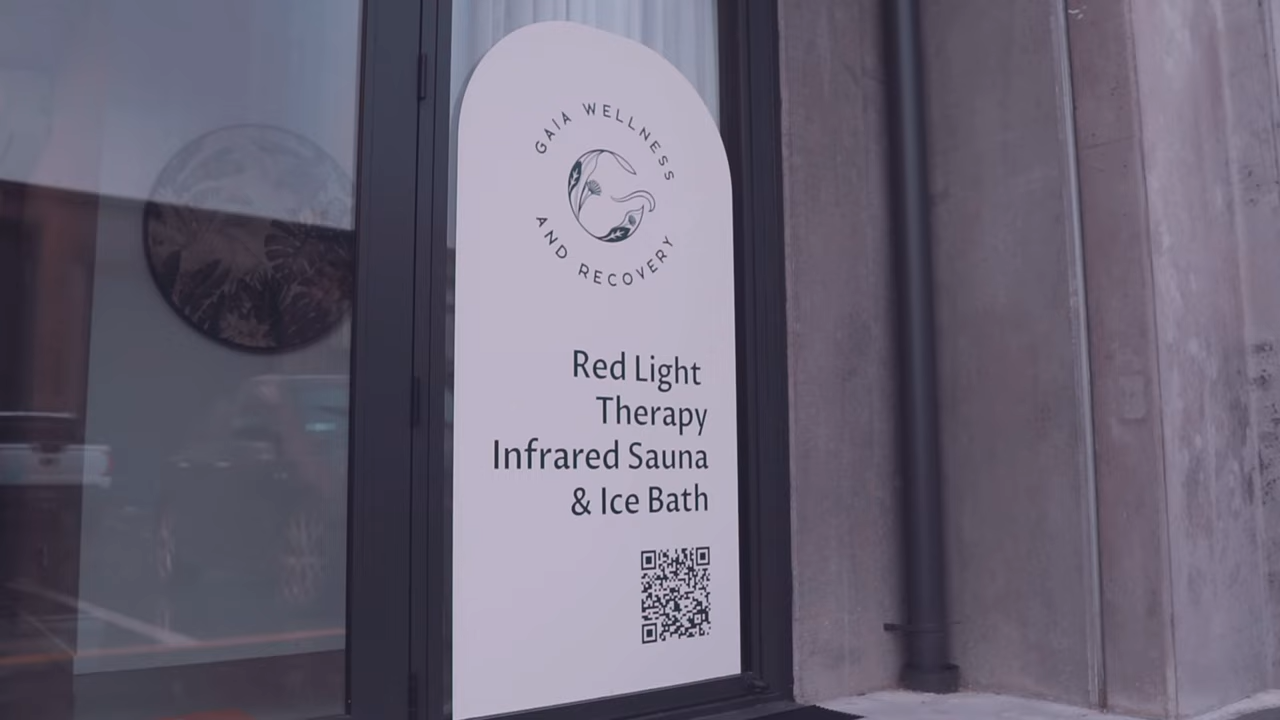 GAIA WELLNESS
AND RECOVERY
Red Light
Therapy
Infrared Sauna
& Ice Bath